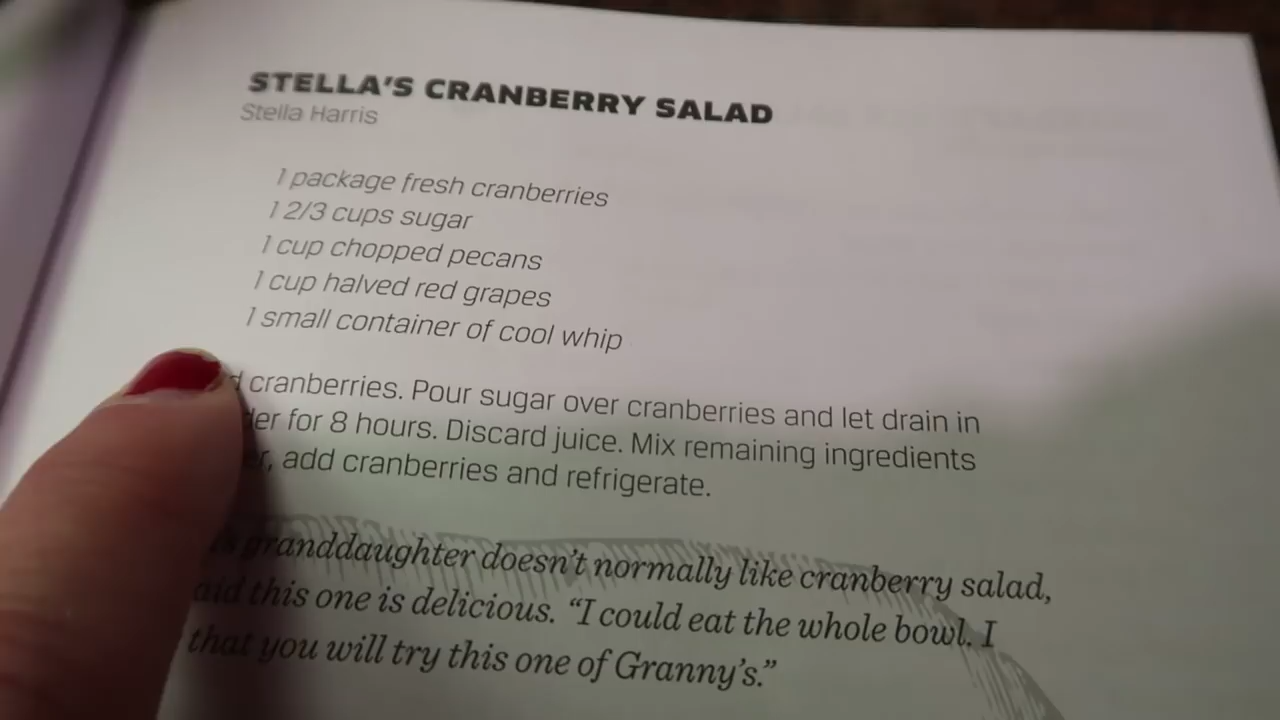 STELLA'S CRANBERRY SALAD
Stella Harris
1 package fresh cranberries
1 2/3 cups sugar
1 cup chopped pecans
1 cup halved red grapes
1 small container of cool whip
cranberries. Pour sugar over cranberries and let drain in
for 8 hours. Discard juice. Mix remaining ingredients
add cranberries and refrigerate.
granddaughter doesn't normally like cranberry salad,
this one is delicious. “I could eat the whole bowl. I
that you will try this one of Granny's.”